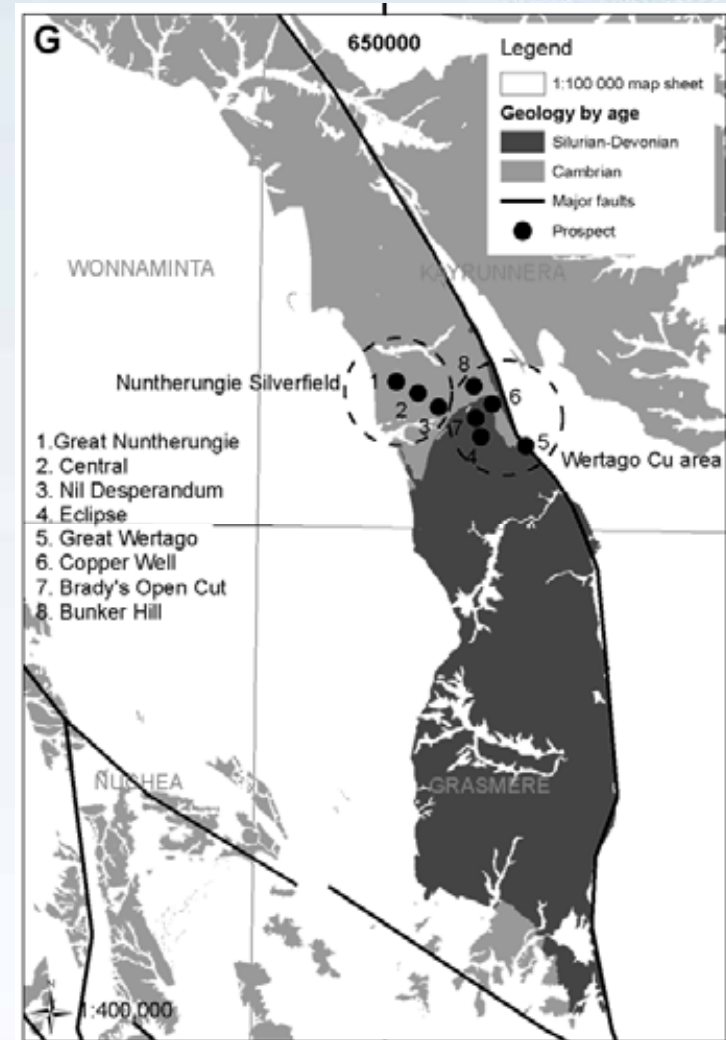 G
650000
Legend
1:100 000 map sheet
Geology by age
Silurian-Devonian
Cambrian
Major faults
Prospect
WONNAMINTA
KAYRUNNERA
Nuntherungie Silverfield
1
2
3
8
6
7
4
5
Wertago Cu area
1.Great Nuntherungie
2. Central
3. Nil Desperandum
4. Eclipse
5. Great Wertago
6. Copper Well
7. Brady's Open Cut
8. Bunker Hill
NUCHEA
GRASMERE
1:400 000